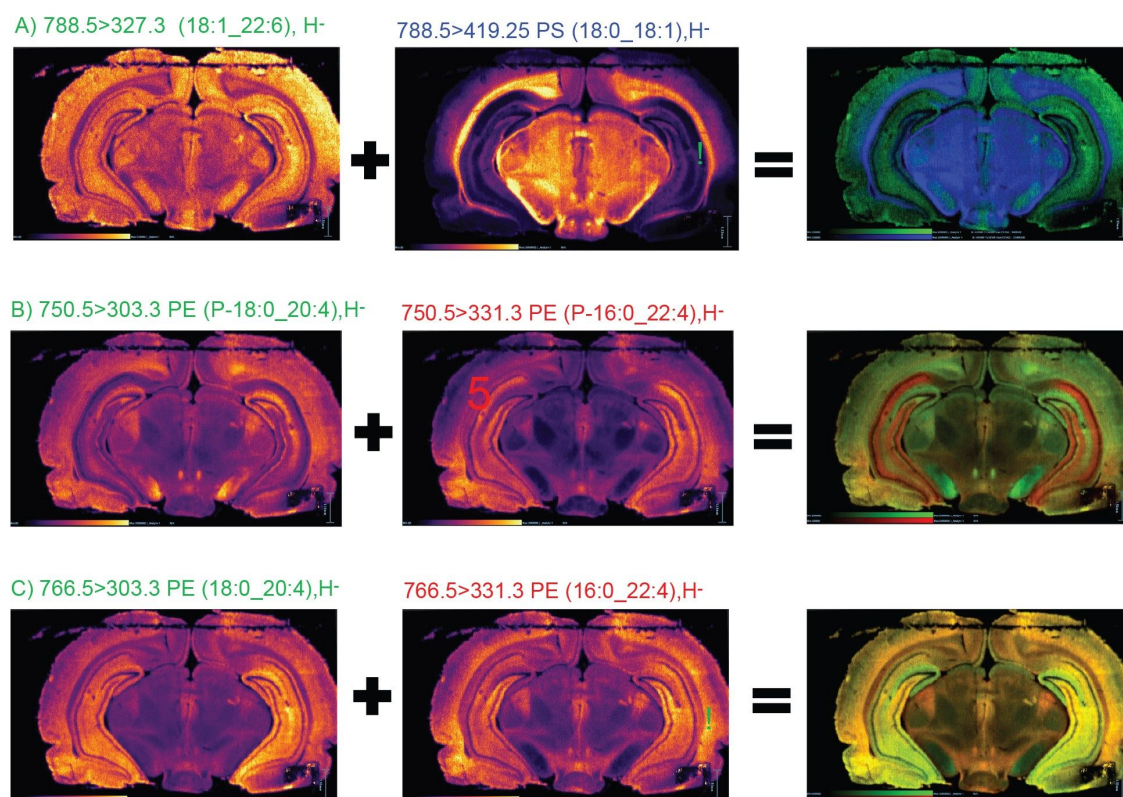 A) 788.5>327.3 (18:1_22:6), H-
788.5>419.25 PS (18:0_18:1),H-
+
!
=
B) 750.5>303.3 PE (P-18:0_20:4),H-
750.5>331.3 PE (P-16:0_22:4),H-
+
5
=
C) 766.5>303.3 PE (18:0_20:4),H-
766.5>331.3 PE (16:0_22:4),H-
+
!
=